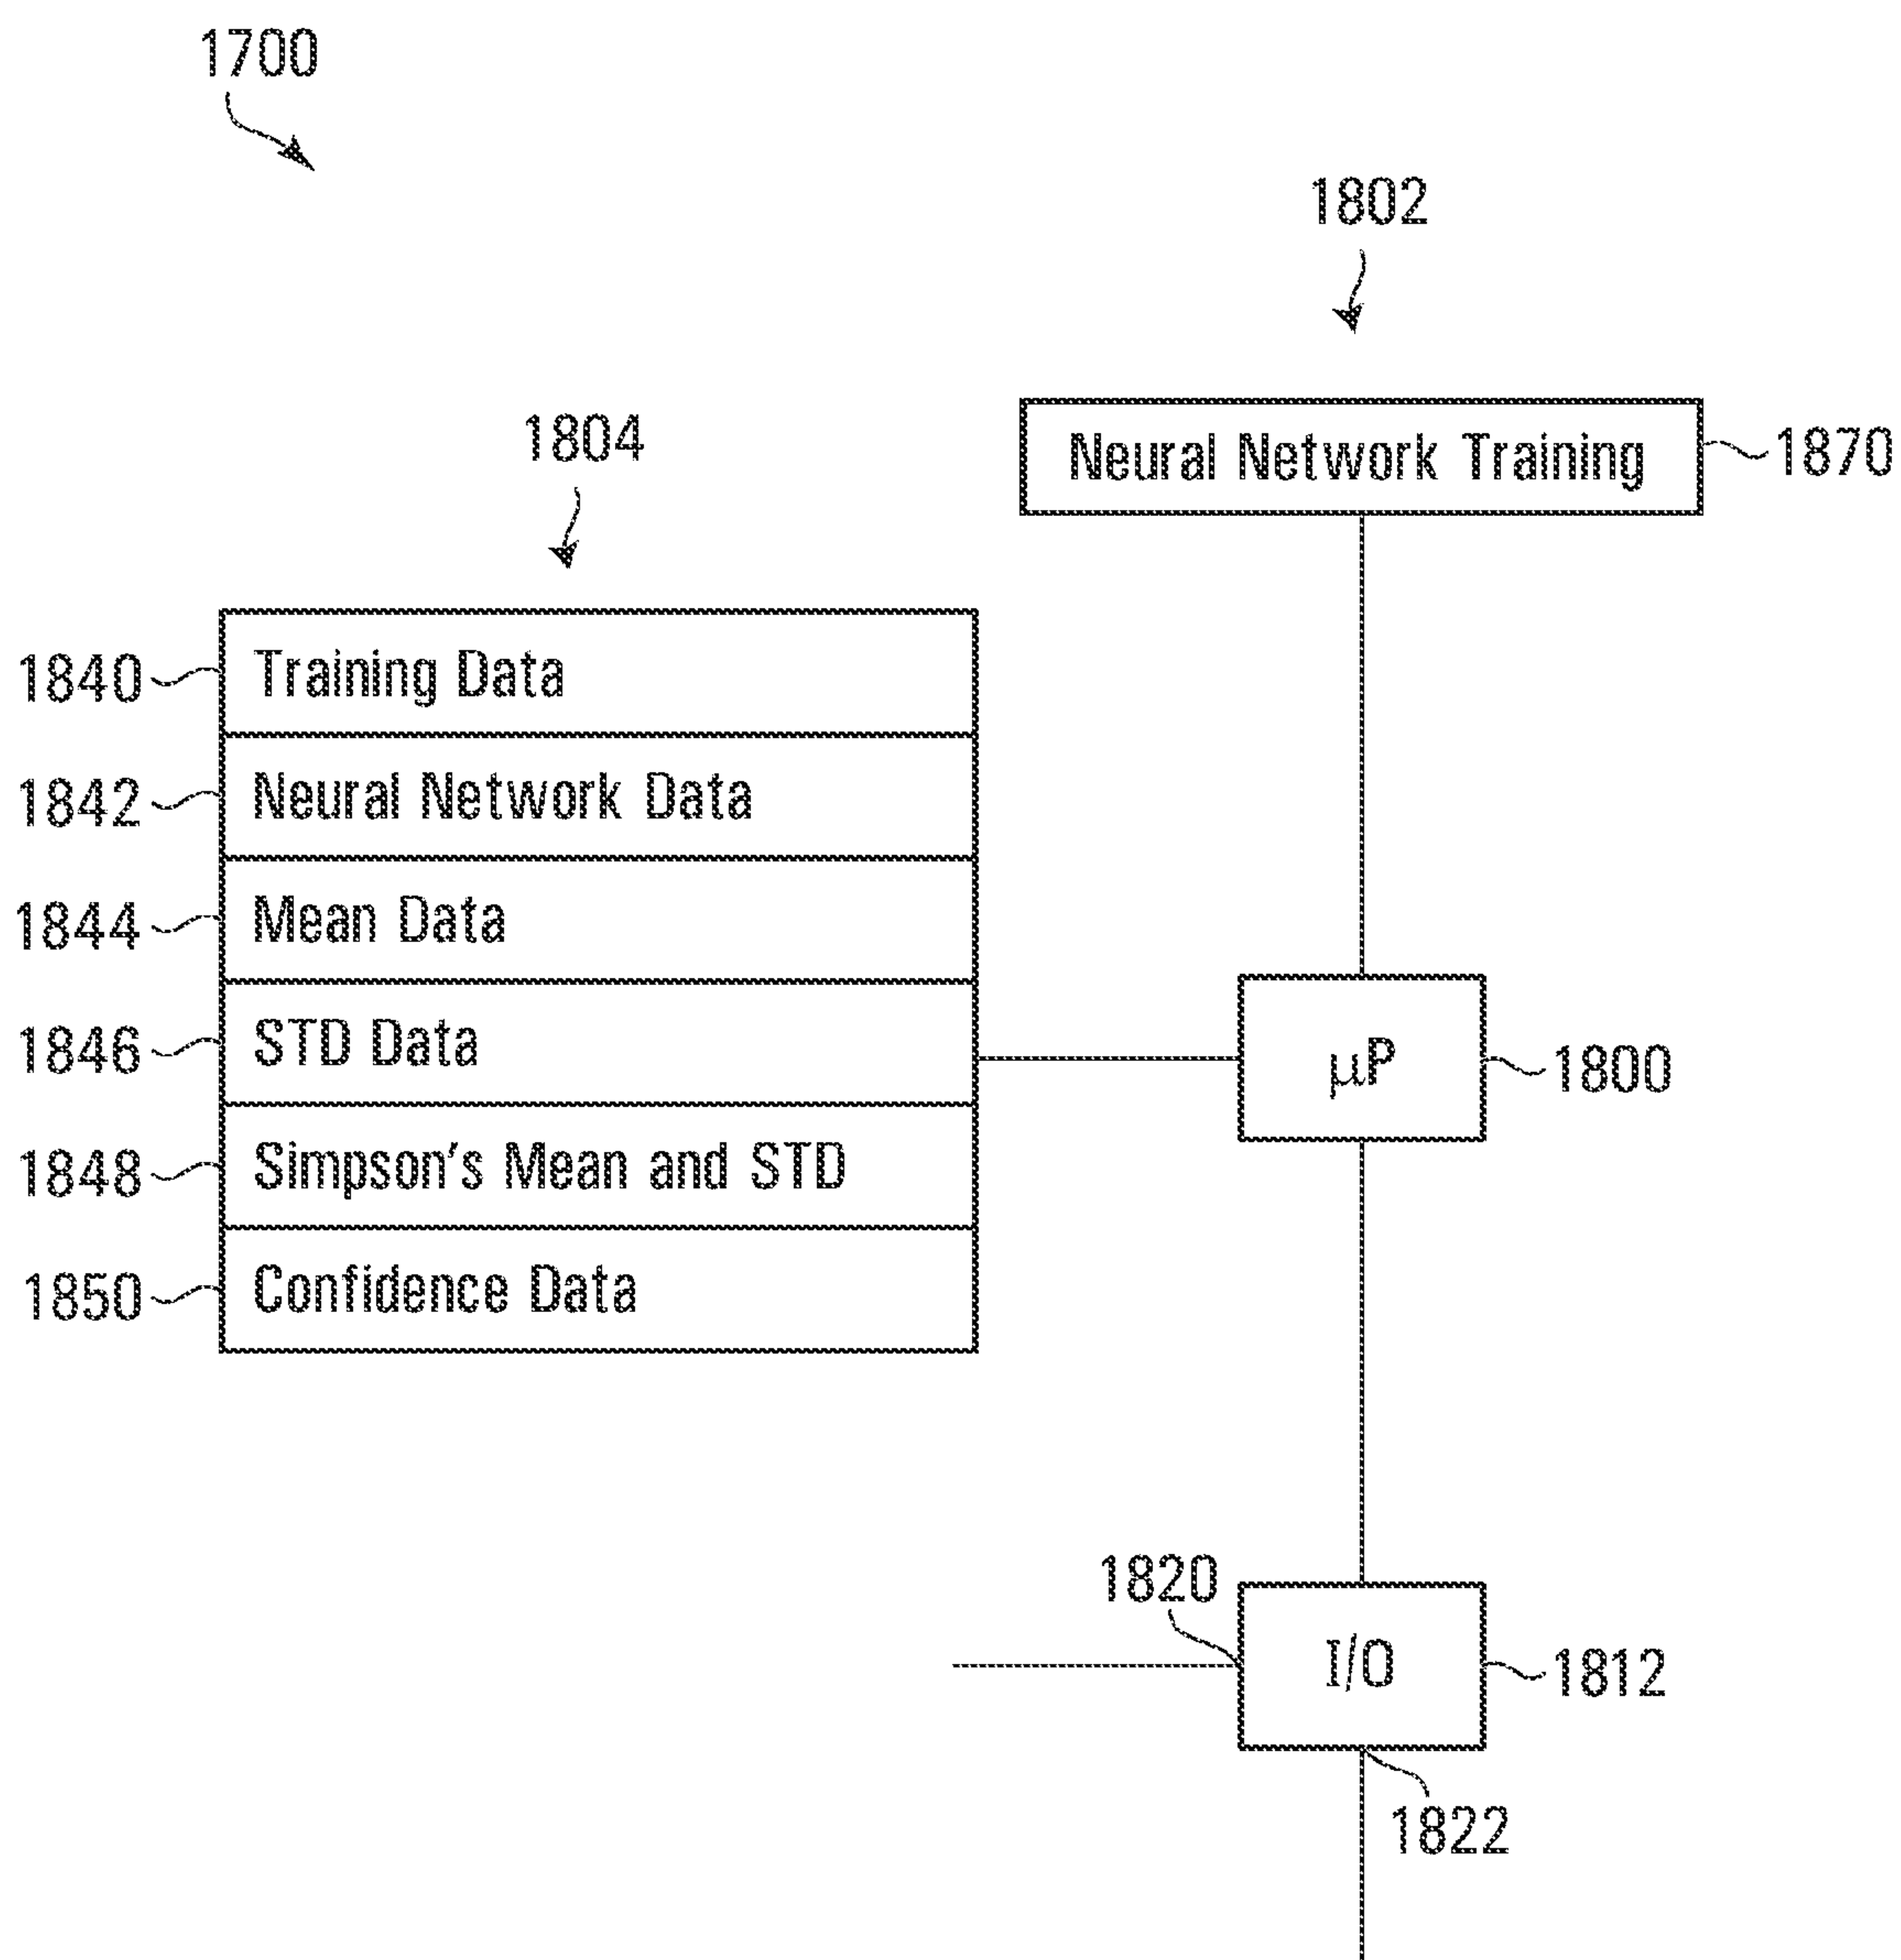 1700
1802
1804
Neural Network Training
1870
1840
Training Data
1842
Neural Network Data
1844
Mean Data
1846
STD Data
µP
1800
1848
Simpson's Mean and STD
1850
Confidence Data
1820
I/O
1812
1822